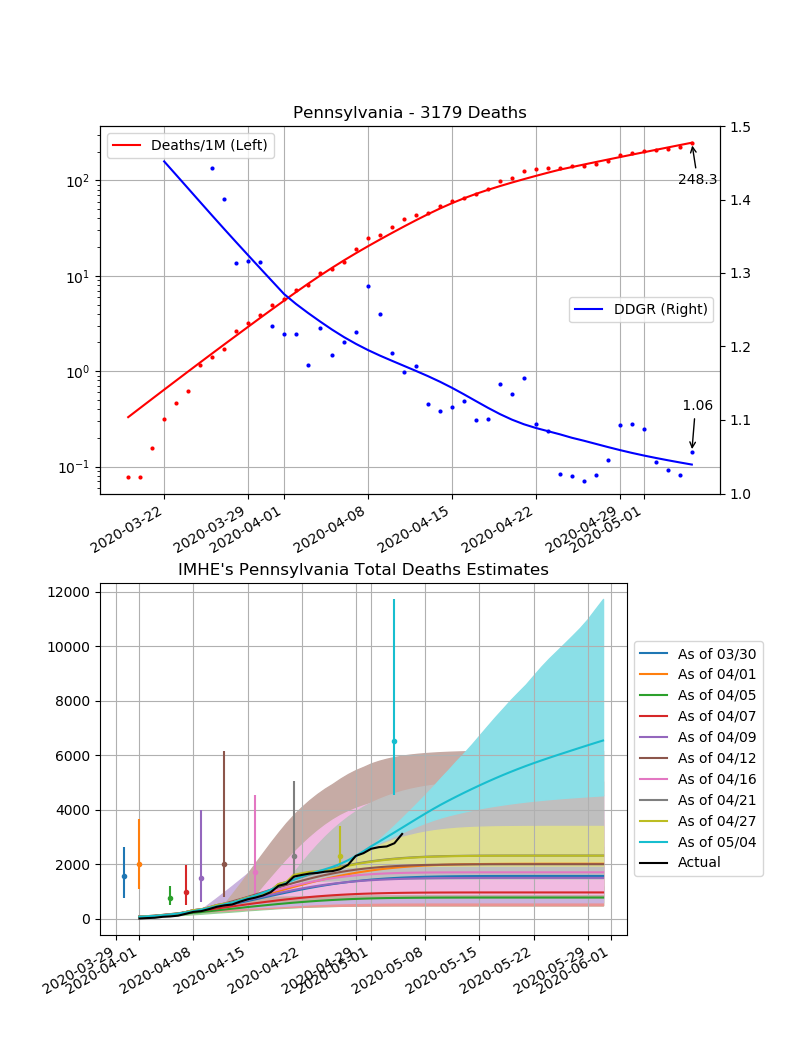 Pennsylvania - 3179 Deaths
Deaths/1M (Left)
DDGR (Right)
248.3
1.06
10²
10¹
10⁰
10⁻¹
1.5
1.4
1.3
1.2
1.1
1.0
2020-03-22
2020-03-29
2020-04-01
2020-04-08
2020-04-15
2020-04-22
2020-04-29
2020-05-01
IMHE's Pennsylvania Total Deaths Estimates
12000
10000
8000
6000
4000
2000
0
2020-03-29
2020-04-01
2020-04-08
2020-04-15
2020-04-22
2020-04-29
2020-05-01
2020-05-08
2020-05-15
2020-05-22
2020-05-29
2020-06-01
As of 03/30
As of 04/01
As of 04/05
As of 04/07
As of 04/09
As of 04/12
As of 04/16
As of 04/21
As of 04/27
As of 05/04
Actual